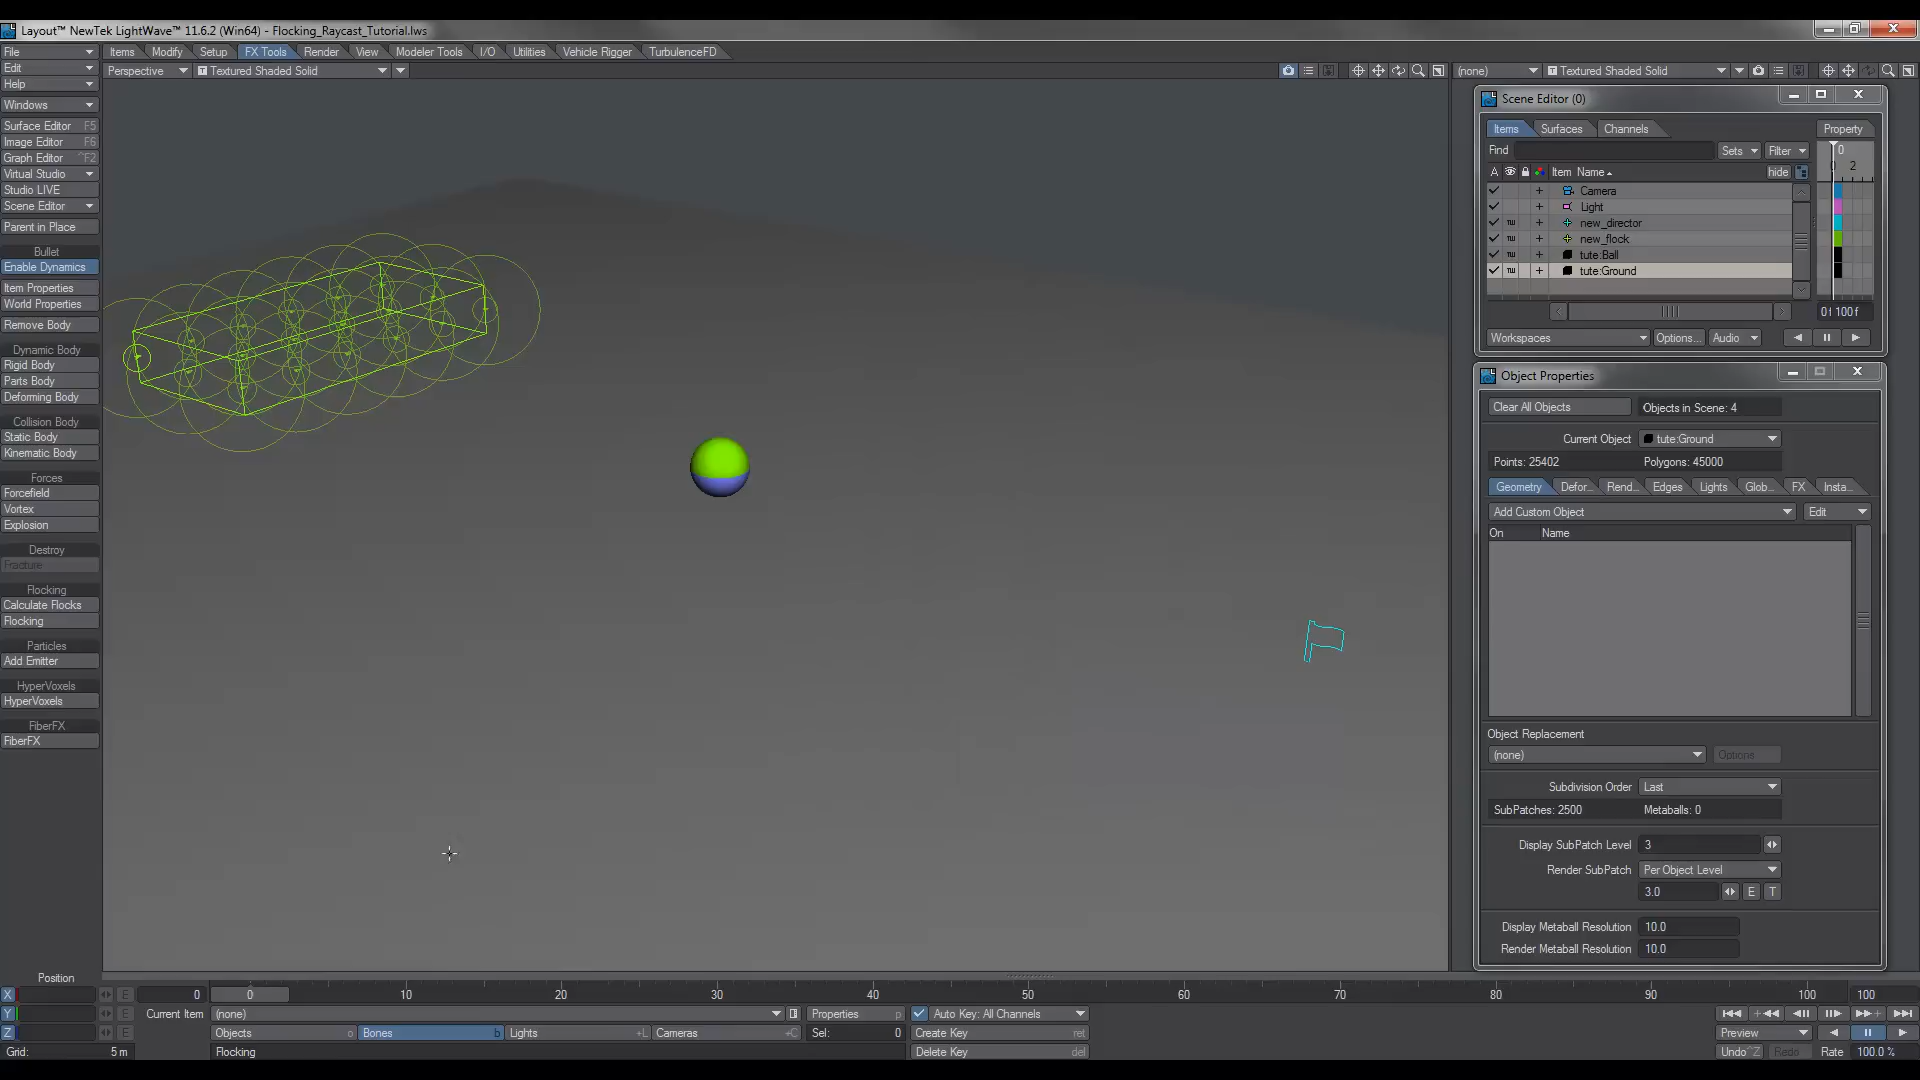 Layout™ NewTek LightWave™ 11.6.2 (Win64) - Flocking_Raycast_Tutorial.lws
File
Items Modify Setup FX Tools Render View Modeler Tools I/O Utilities Vehicle Rigger TurbulenceFD
Edit
Perspective T Textured Shaded Solid
(none) T Textured Shaded Solid
Help
Windows
Surface Editor F5
Image Editor F6
Graph Editor ^F2
Virtual Studio
Studio LIVE
Scene Editor
Parent in Place
Bullet
Enable Dynamics
Item Properties
World Properties
Remove Body
Dynamic Body
Rigid Body
Parts Body
Deforming Body
Collision Body
Static Body
Kinematic Body
Forces
Forcefield
Vortex
Explosion
Destroy
Fracture
Flocking
Calculate Flocks
Flocking
Particles
Add Emitter
HyperVoxels
HyperVoxels
FiberFX
FiberFX
Scene Editor (0)
Items Surfaces Channels Property
Find Sets Filter 0
0 2
A Item Name hide
+ Camera
+ Light
+ new_director
+ new_flock
+ tute:Ball
+ tute:Ground
0 f 100 f
Workspaces Options... Audio
Object Properties
Clear All Objects Objects in Scene: 4
Current Object tute:Ground
Points: 25402 Polygons: 45000
Geometry Defor... Rend... Edges Lights Glob... FX Insta...
Add Custom Object Edit
On Name
Object Replacement
(none) Options
Subdivision Order Last
SubPatches: 2500 Metaballs: 0
Display SubPatch Level 3
Render SubPatch Per Object Level
3.0 E T
Display Metaball Resolution 10.0
Render Metaball Resolution 10.0
Position
X E 0 0 10 20 30 40 50 60 70 80 90 100 100
Y E Current Item (none) Properties p Auto Key: All Channels
Z E Objects o Bones b Lights +L Cameras +C Sel: 0 Create Key ret Preview
Grid: 5 m Flocking Delete Key del Undo ^Z Redo Rate 100.0 %